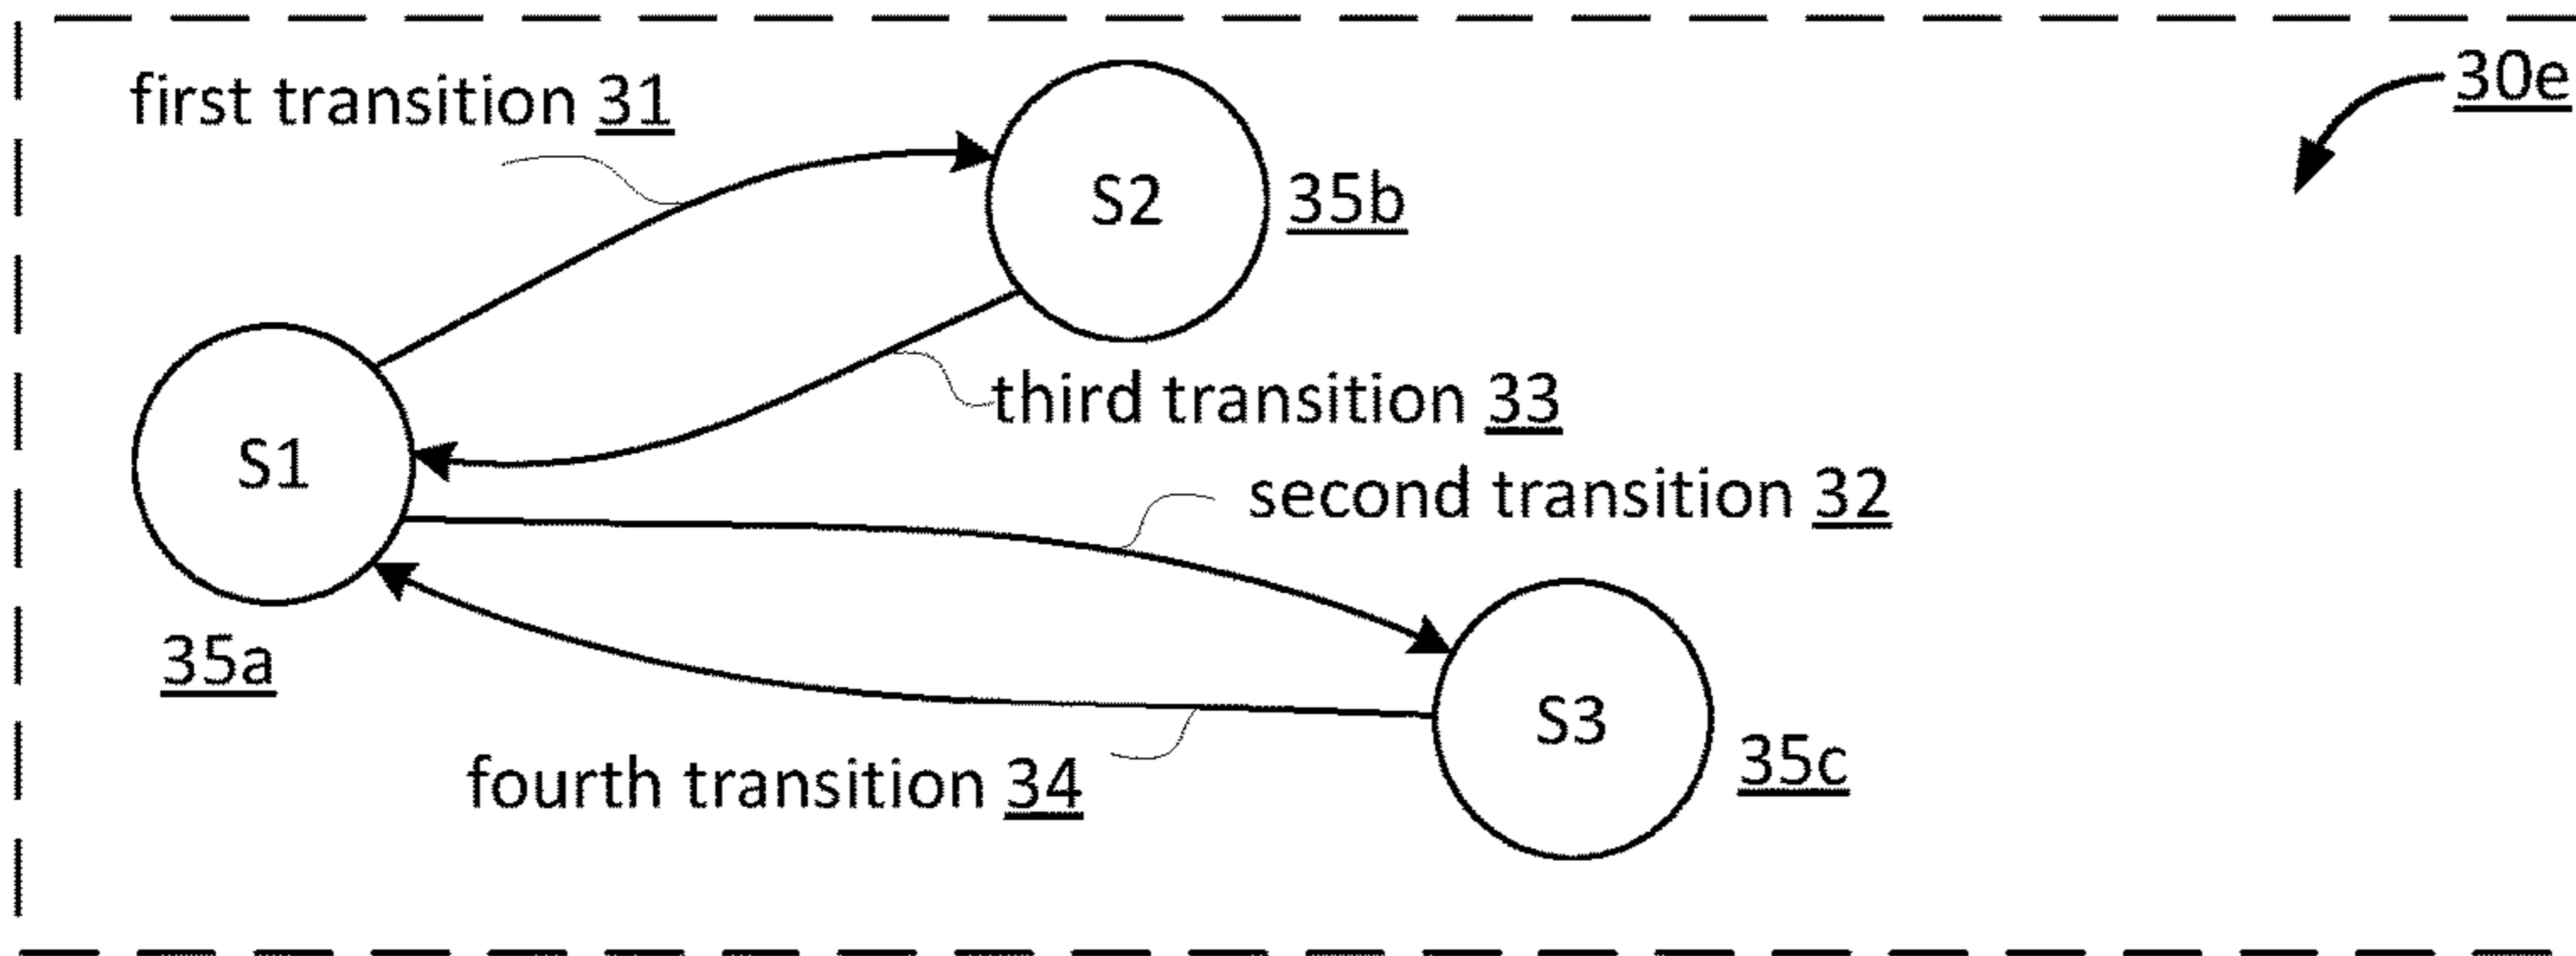 first transition 31
30e
S2
35b
third transition 33
S1
second transition 32
35a
S3
35c
fourth transition 34